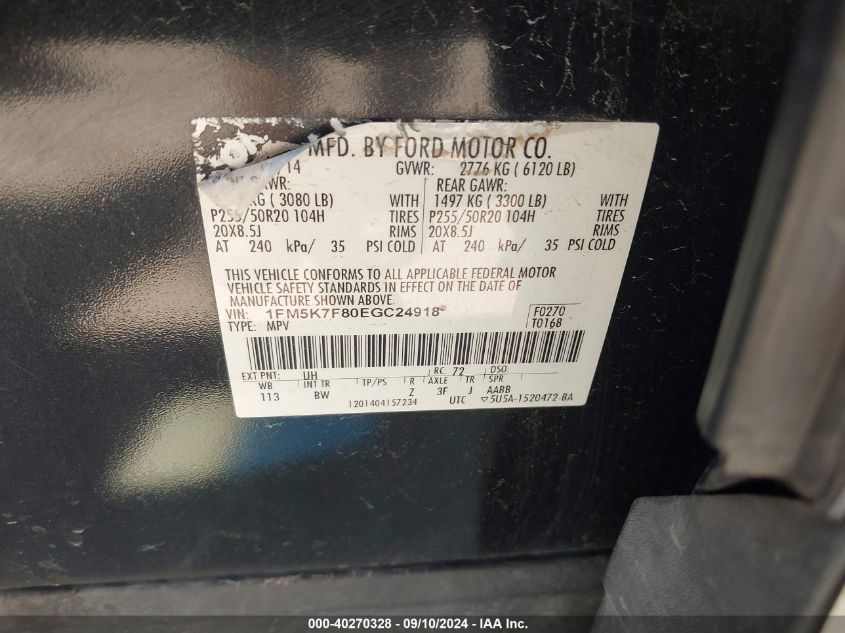 MFD. BY FORD MOTOR CO.
/14 GVWR: 2776 KG ( 6120 LB)
GAWR: REAR GAWR:
KG ( 3080 LB) WITH 1497 KG ( 3300 LB) WITH
P255/50R20 104H TIRES P255/50R20 104H TIRES
20X8.5J RIMS 20X8.5J RIMS
AT 240 kPa/ 35 PSI COLD AT 240 kPa/ 35 PSI COLD
THIS VEHICLE CONFORMS TO ALL APPLICABLE FEDERAL MOTOR
VEHICLE SAFETY STANDARDS IN EFFECT ON THE DATE OF
MANUFACTURE SHOWN ABOVE.
VIN: 1FM5K7F80EGC24918 F0270
TYPE: MPV T0168
EXT PNT: UH RC: 72 DSO:
WB INT TR TP/PS R AXLE TR SPR
113 BW Z 3F J AABB
1201404157234 UTC ▽5U5A-1520472-BA
000-40270328 - 09/10/2024 - IAA Inc.